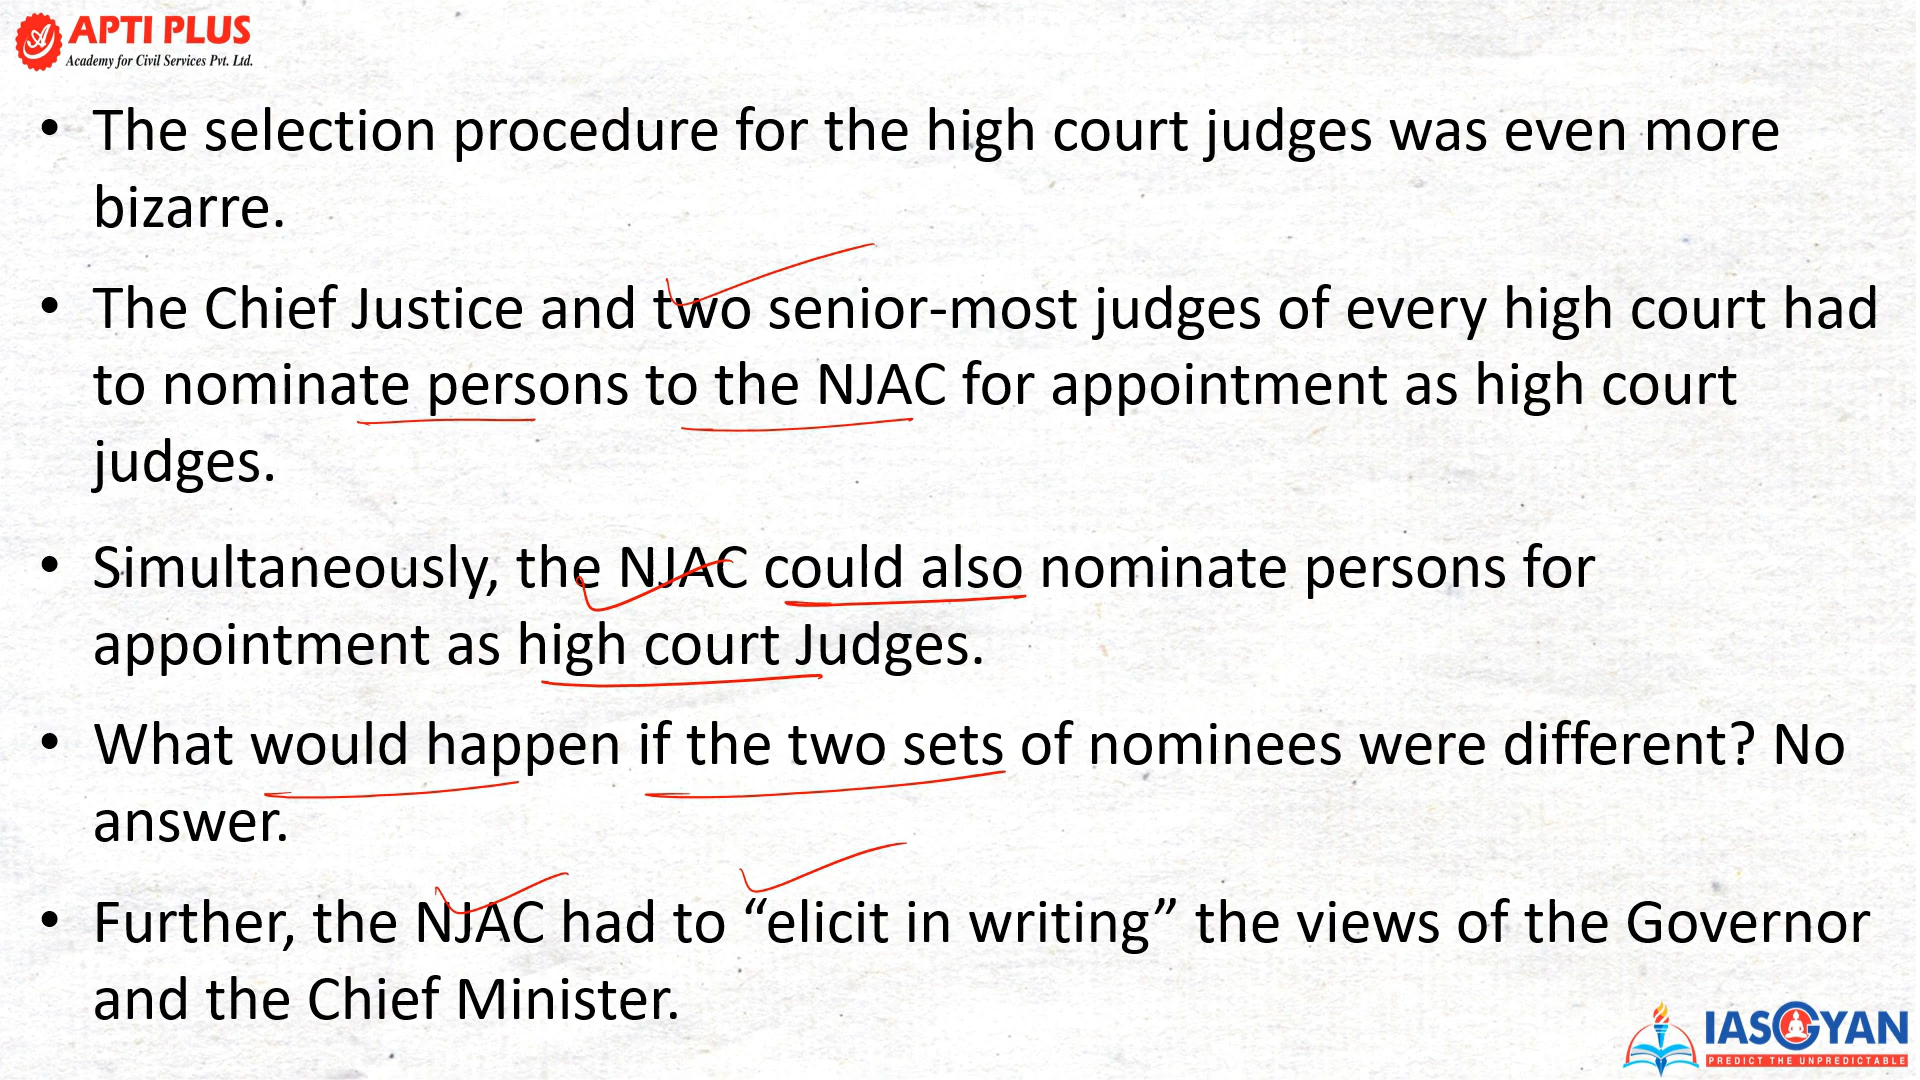 APTI PLUS
Academy for Civil Services Pvt. Ltd.
• The selection procedure for the high court judges was even more
bizarre.
• The Chief Justice and two senior-most judges of every high court had
to nominate persons to the NJAC for appointment as high court
judges.
• Simultaneously, the NJAC could also nominate persons for
appointment as high court Judges.
• What would happen if the two sets of nominees were different? No
answer.
• Further, the NJAC had to “elicit in writing” the views of the Governor
and the Chief Minister.
IASGYAN
PREDICT THE UNPREDICTABLE